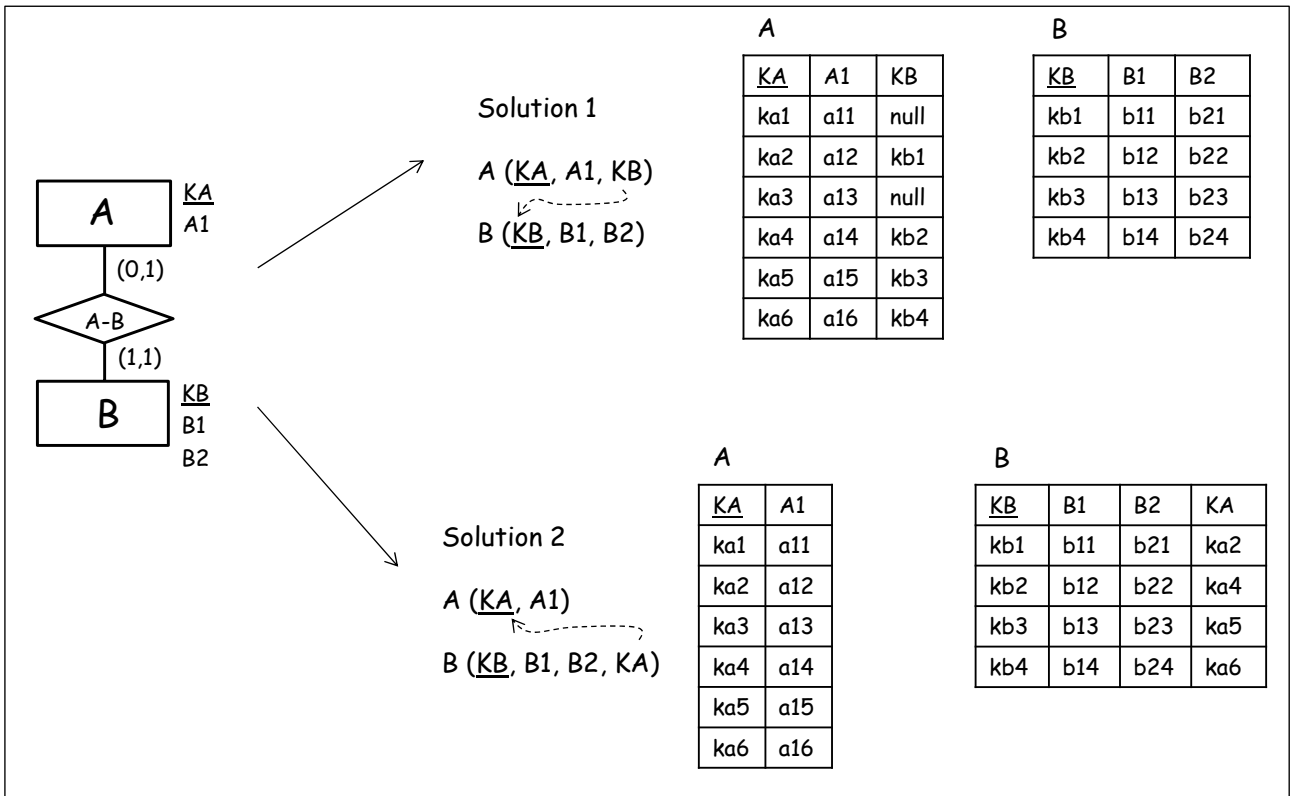 A
KA
A1
(0,1)
A-B
(1,1)
B
KB
B1
B2
Solution 1
A (KA, A1, KB)
B (KB, B1, B2)
A
KA A1 KB
ka1 a11 null
ka2 a12 kb1
ka3 a13 null
ka4 a14 kb2
ka5 a15 kb3
ka6 a16 kb4
B
KB B1 B2
kb1 b11 b21
kb2 b12 b22
kb3 b13 b23
kb4 b14 b24
Solution 2
A (KA, A1)
B (KB, B1, B2, KA)
A
KA A1
ka1 a11
ka2 a12
ka3 a13
ka4 a14
ka5 a15
ka6 a16
B
KB B1 B2 KA
kb1 b11 b21 ka2
kb2 b12 b22 ka4
kb3 b13 b23 ka5
kb4 b14 b24 ka6